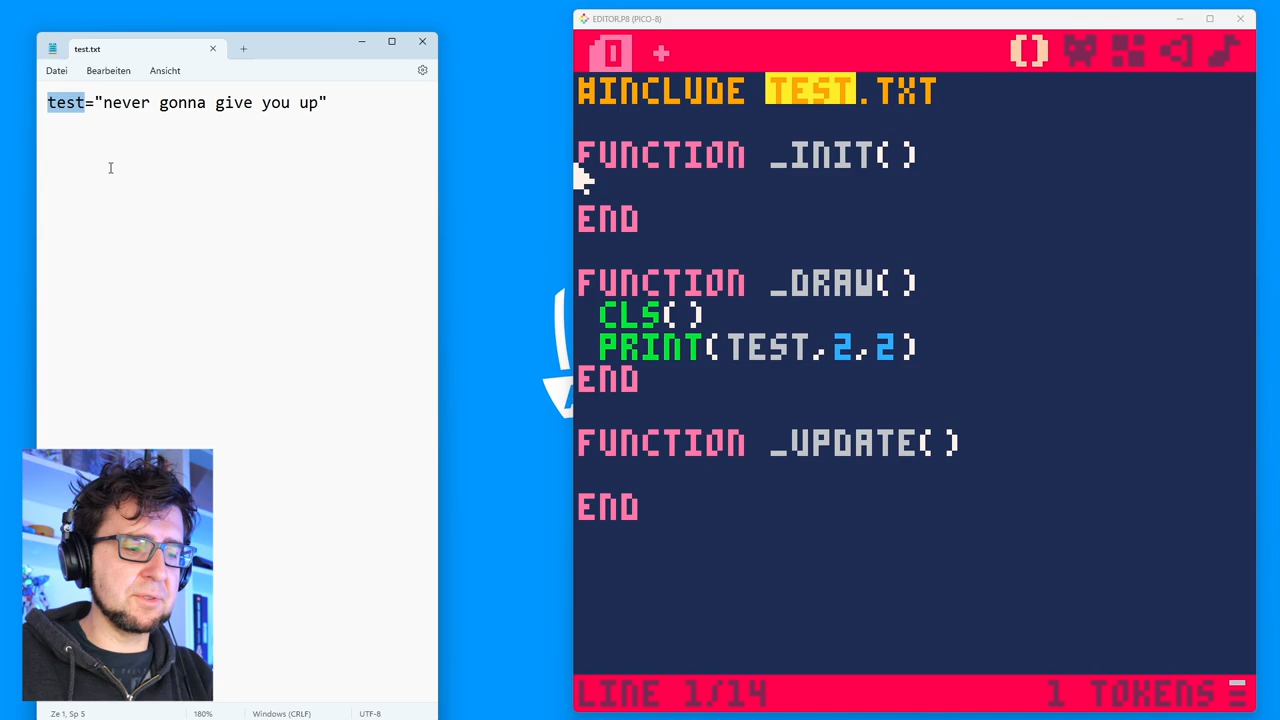 test.txt
Datei Bearbeiten Ansicht
test="never gonna give you up"
Ze 1, Sp 5 180% Windows (CRLF) UTF-8
EDITOR.P8 (PICO-8)
0 +
#INCLUDE TEST.TXT
FUNCTION _INIT()
END
FUNCTION _DRAW()
CLS()
PRINT(TEST,2,2)
END
FUNCTION _UPDATE()
END
LINE 1/14 1 TOKENS